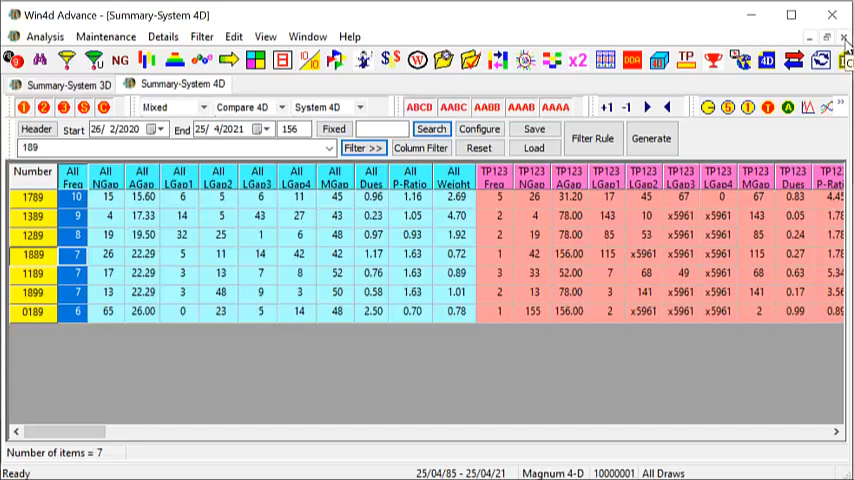 Win4d Advance - [Summary-System 4D]
Analysis Maintenance Details Filter Edit View Window Help
NG 10/10 $$ W x2 DDA 4D TP 4D
Summary-System 3D Summary-System 4D
1 2 3 S C Mixed Compare 4D System 4D ABCD AABC AABB AAAB AAAA +1 -1 5 T A
Header Start 26/ 2/2020 End 25/ 4/2021 156 Fixed Search Configure Save Filter Rule Generate
189 Filter >> Column Filter Reset Load
Number All Freq All NGap All AGap All LGap1 All LGap2 All LGap3 All LGap4 All MGap All Dues All P-Ratio All Weight TP123 Freq TP123 NGap TP123 AGap TP123 LGap1 TP123 LGap2 TP123 LGap3 TP123 LGap4 TP123 MGap TP123 Dues TP123 P-Rati
1789 10 15 15.60 6 5 6 11 45 0.96 1.16 2.69 5 26 31.20 17 45 67 0 67 0.83 4.45
1389 9 4 17.33 14 5 43 27 43 0.23 1.05 4.70 2 4 78.00 143 10 x5961 x5961 143 0.05 1.78
1289 8 19 19.50 32 25 1 6 48 0.97 0.93 1.92 2 19 78.00 85 53 x5961 x5961 85 0.24 1.78
1889 7 26 22.29 5 11 14 42 42 1.17 1.63 0.72 1 42 156.00 115 x5961 x5961 x5961 115 0.27 1.78
1189 7 17 22.29 3 13 7 8 52 0.76 1.63 0.89 3 33 52.00 7 68 49 x5961 68 0.63 5.34
1899 7 13 22.29 3 48 9 3 50 0.58 1.63 1.01 2 13 78.00 3 141 x5961 x5961 141 0.17 3.56
0189 6 65 26.00 0 23 5 14 48 2.50 0.70 0.78 1 155 156.00 2 x5961 x5961 x5961 2 0.99 0.89
Number of items = 7
Ready 25/04/85 - 25/04/21 Magnum 4-D 10000001 All Draws